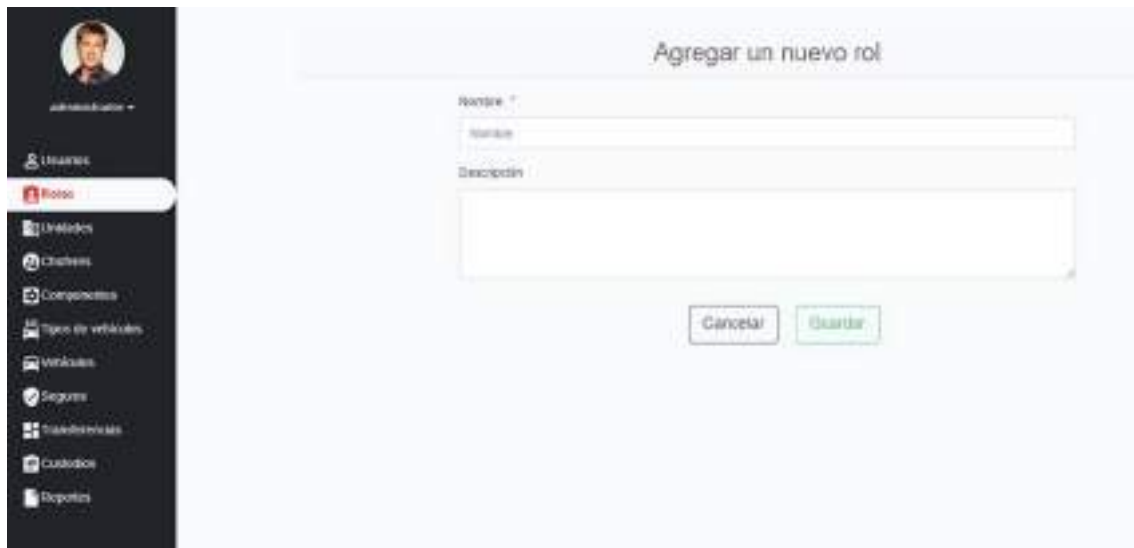 administrador
Usuarios
Roles
Unidades
Choferes
Componentes
Tipos de vehículos
Vehículos
Seguros
Transferencias
Custodios
Reportes
Agregar un nuevo rol
Nombre *
Nombre
Descripción
Cancelar
Guardar